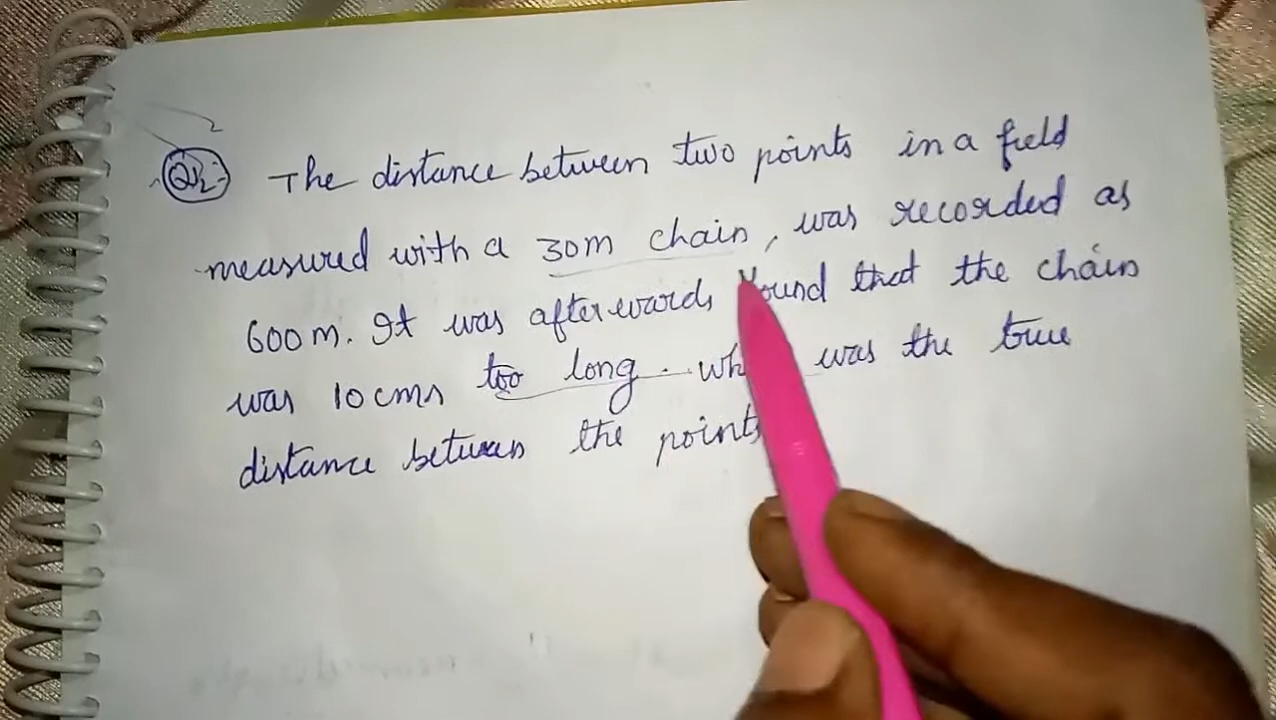 Q2 The distance between two points in a field
measured with a 30m chain, was recorded as
600m. It was afterwards found that the chain
was 10cms too long. was the true
distance between the points